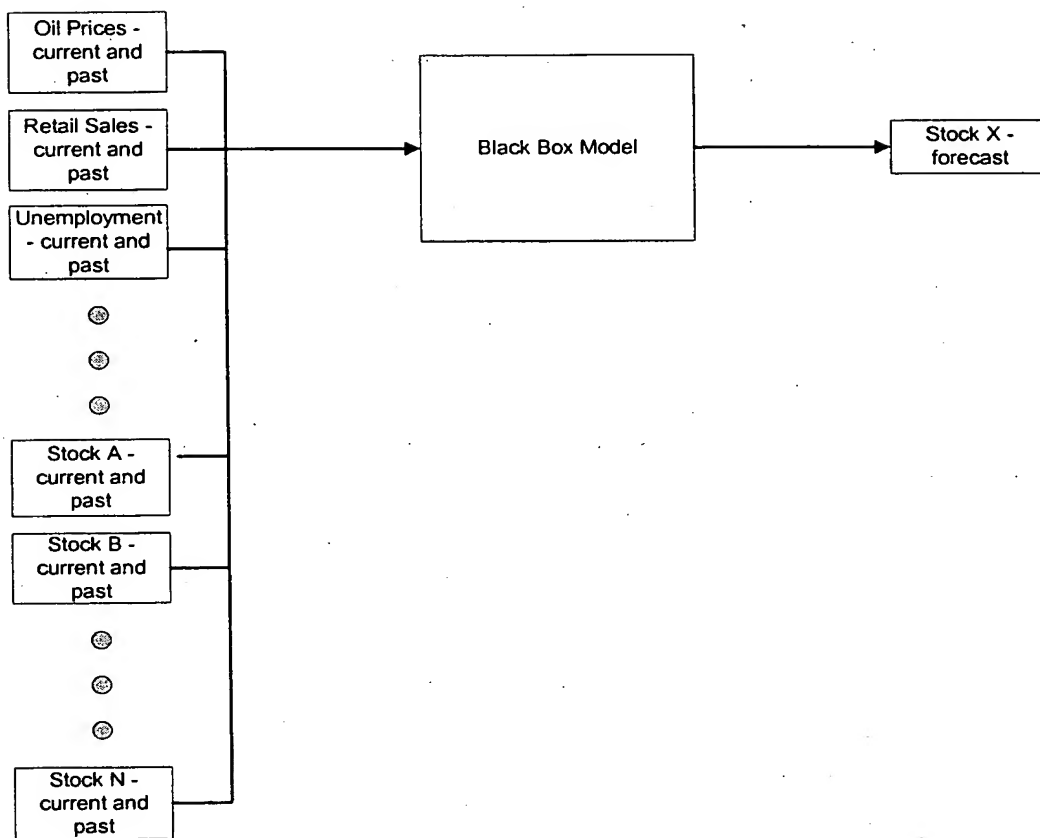 Oil Prices -
current and
past
Retail Sales -
current and
past
Unemployment
- current and
past
Stock A -
current and
past
Stock B -
current and
past
Stock N -
current and
past
Black Box Model
Stock X -
forecast